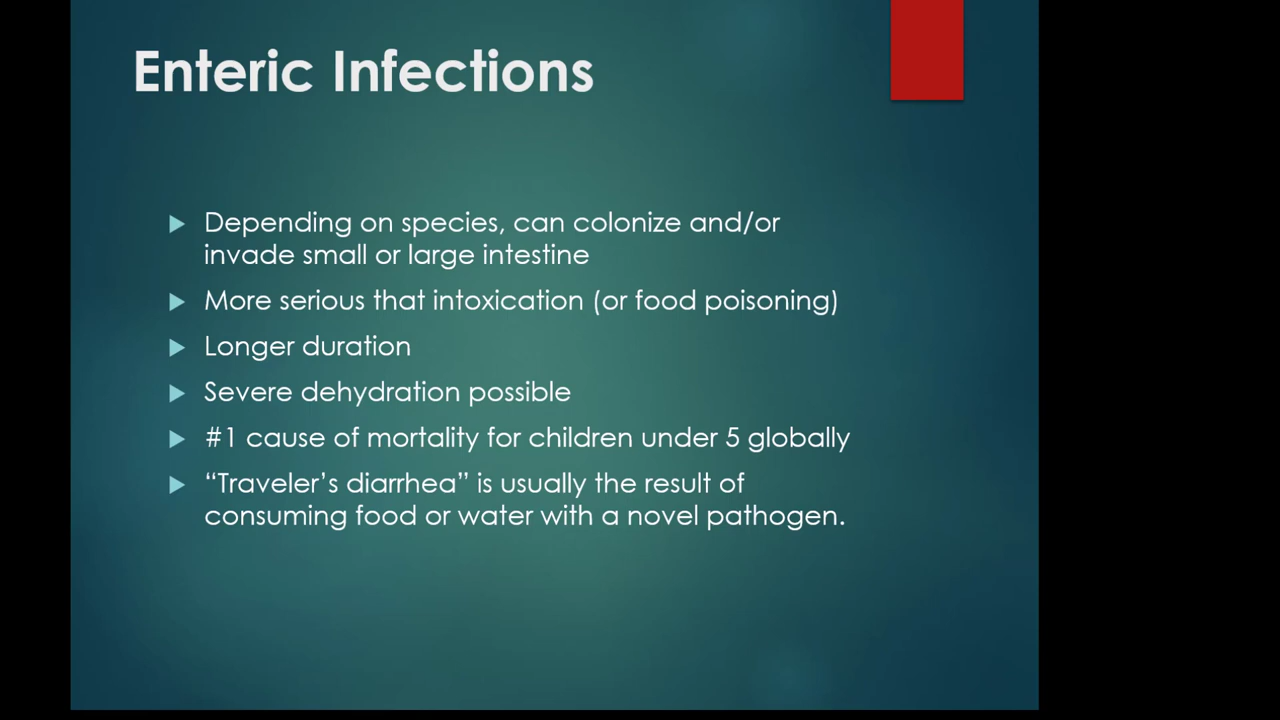 Enteric Infections
Depending on species, can colonize and/or
invade small or large intestine
More serious that intoxication (or food poisoning)
Longer duration
Severe dehydration possible
#1 cause of mortality for children under 5 globally
“Traveler’s diarrhea” is usually the result of
consuming food or water with a novel pathogen.